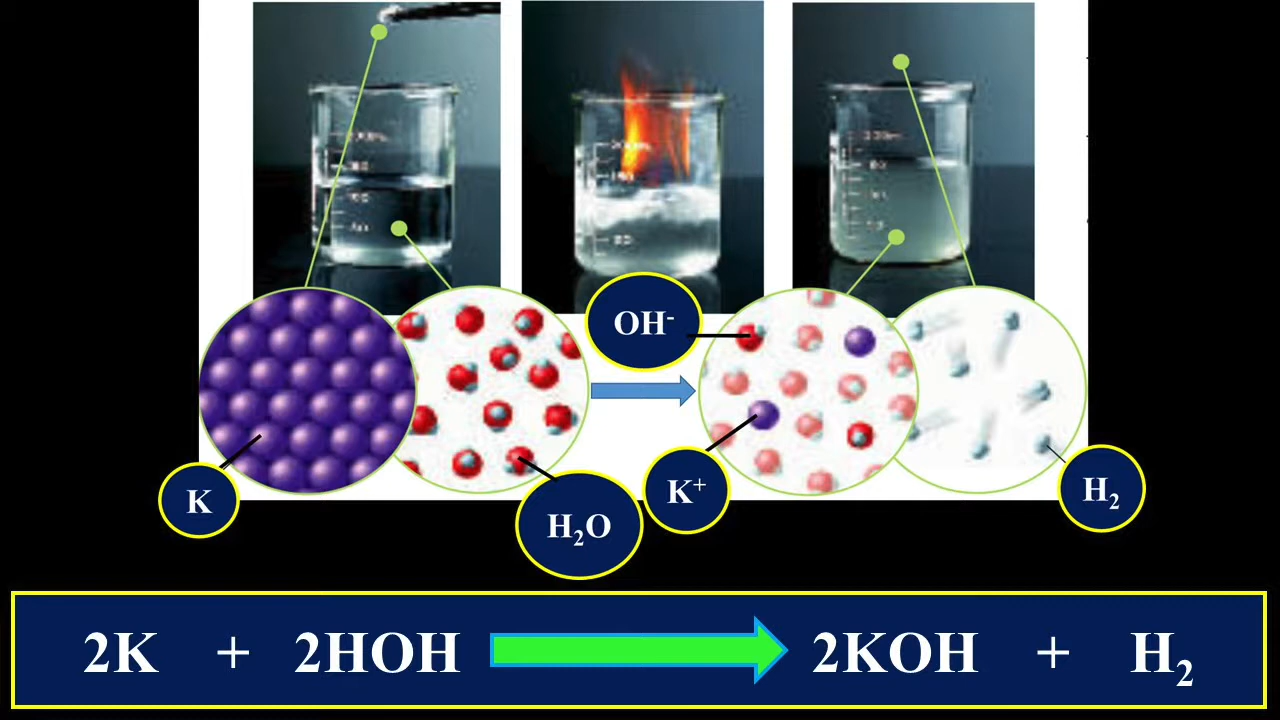 OH⁻
K
H₂O
K⁺
H₂
2K + 2HOH 2KOH + H₂